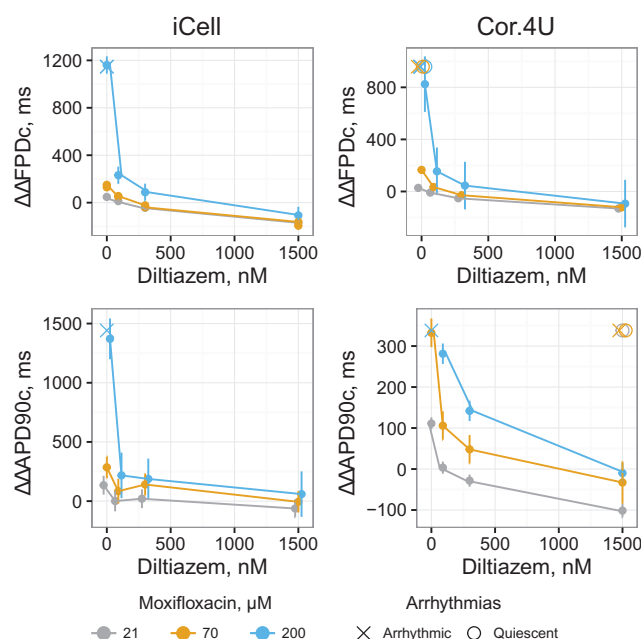 iCell
Cor.4U
ΔΔFPDc, ms
1200
800
400
0
0
500
1000
1500
Diltiazem, nM
ΔΔFPDc, ms
800
400
0
0
500
1000
1500
Diltiazem, nM
ΔΔAPD90c, ms
1500
1000
500
0
0
500
1000
1500
Diltiazem, nM
ΔΔAPD90c, ms
300
200
100
0
−100
0
500
1000
1500
Diltiazem, nM
Moxifloxacin, µM
21
70
200
Arrhythmias
Arrhythmic
Quiescent